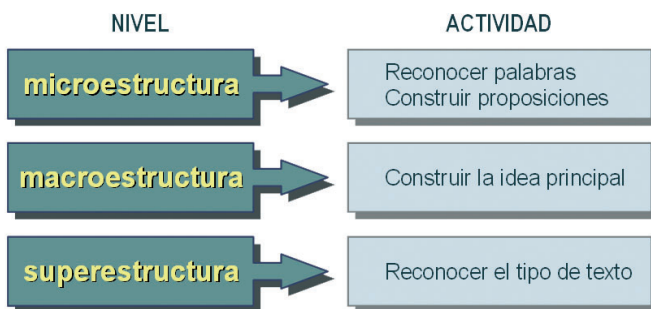 NIVEL
ACTIVIDAD
microestructura
Reconocer palabras
Construir proposiciones
macroestructura
Construir la idea principal
superestructura
Reconocer el tipo de texto